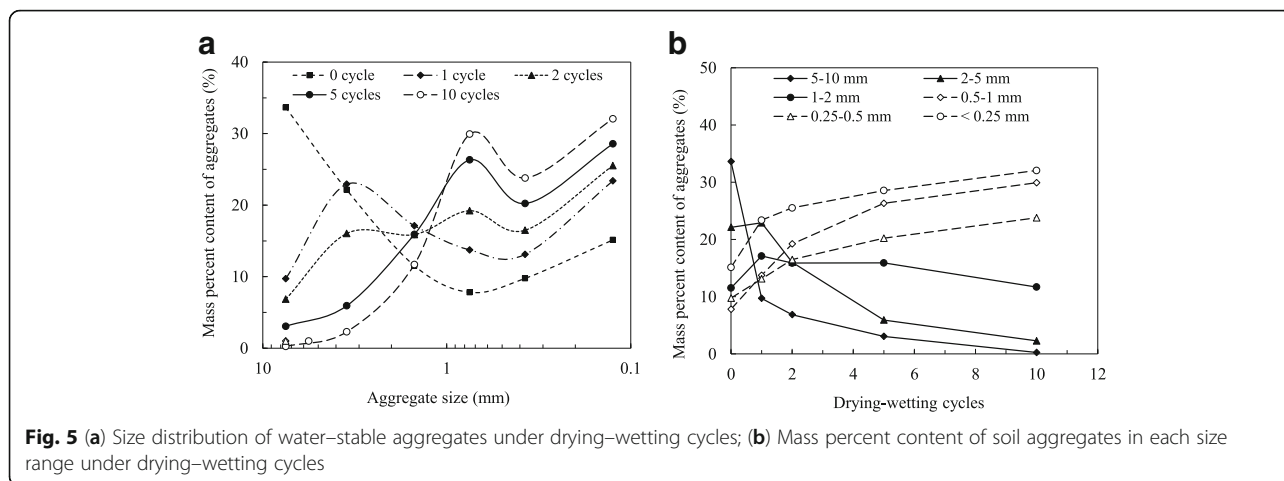 a
0 cycle 1 cycle 2 cycles
5 cycles 10 cycles
Mass percent content of aggregates (%)
40
30
20
10
0
10 1 0.1
Aggregate size (mm)
b
5-10 mm 2-5 mm
1-2 mm 0.5-1 mm
0.25-0.5 mm < 0.25 mm
Mass percent content of aggregates (%)
50
40
30
20
10
0
0 2 4 6 8 10 12
Drying-wetting cycles
Fig. 5 (a) Size distribution of water–stable aggregates under drying–wetting cycles; (b) Mass percent content of soil aggregates in each size
range under drying–wetting cycles